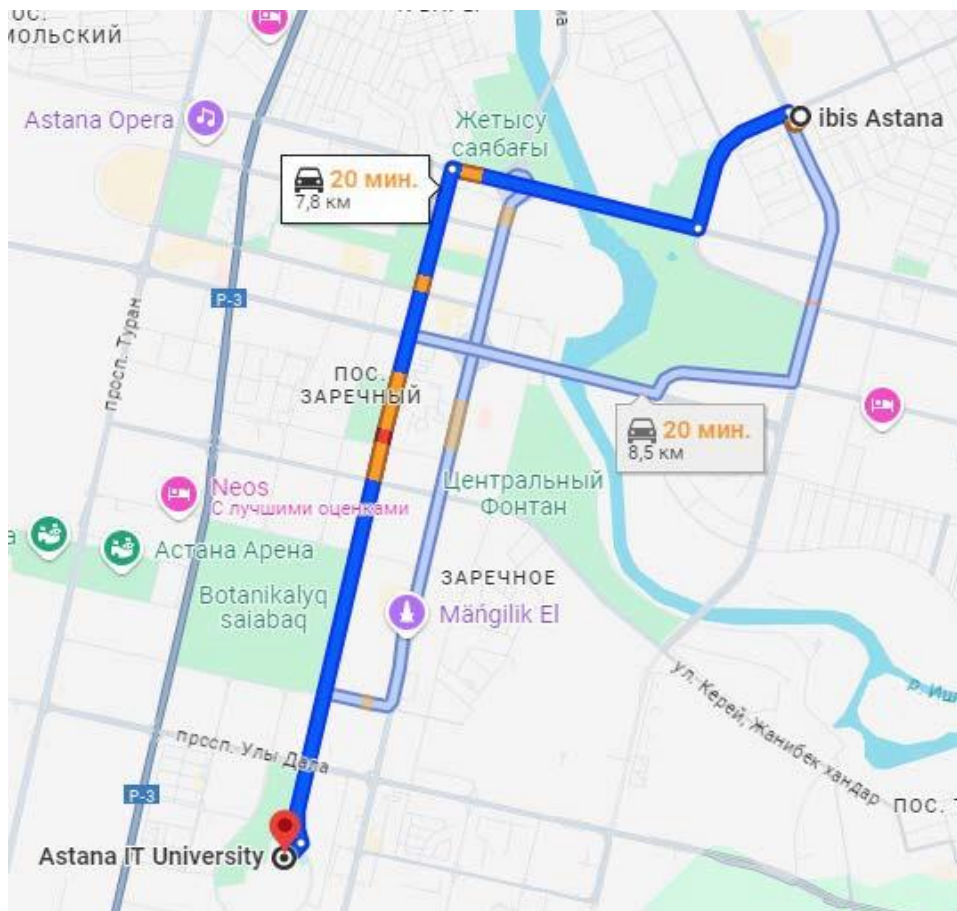 пос.
МОЛЬСКИЙ
Astana Opera
Жетысу
саябағы
ibis Astana
20 мин.
7,8 км
P-3
просп. Туран
ПОС.
ЗАРЕЧНЫЙ
20 мин.
8,5 км
Neos
С лучшими оценками
Центральный
Фонтан
Астана Арена
Botanikalyq
saiabaq
ЗАРЕЧНОЕ
Mäńgilik El
просп. Улы Дала
ул. Керей, Жанибек хандар
р. Иш
P-3
ПОС. Т
Astana IT University